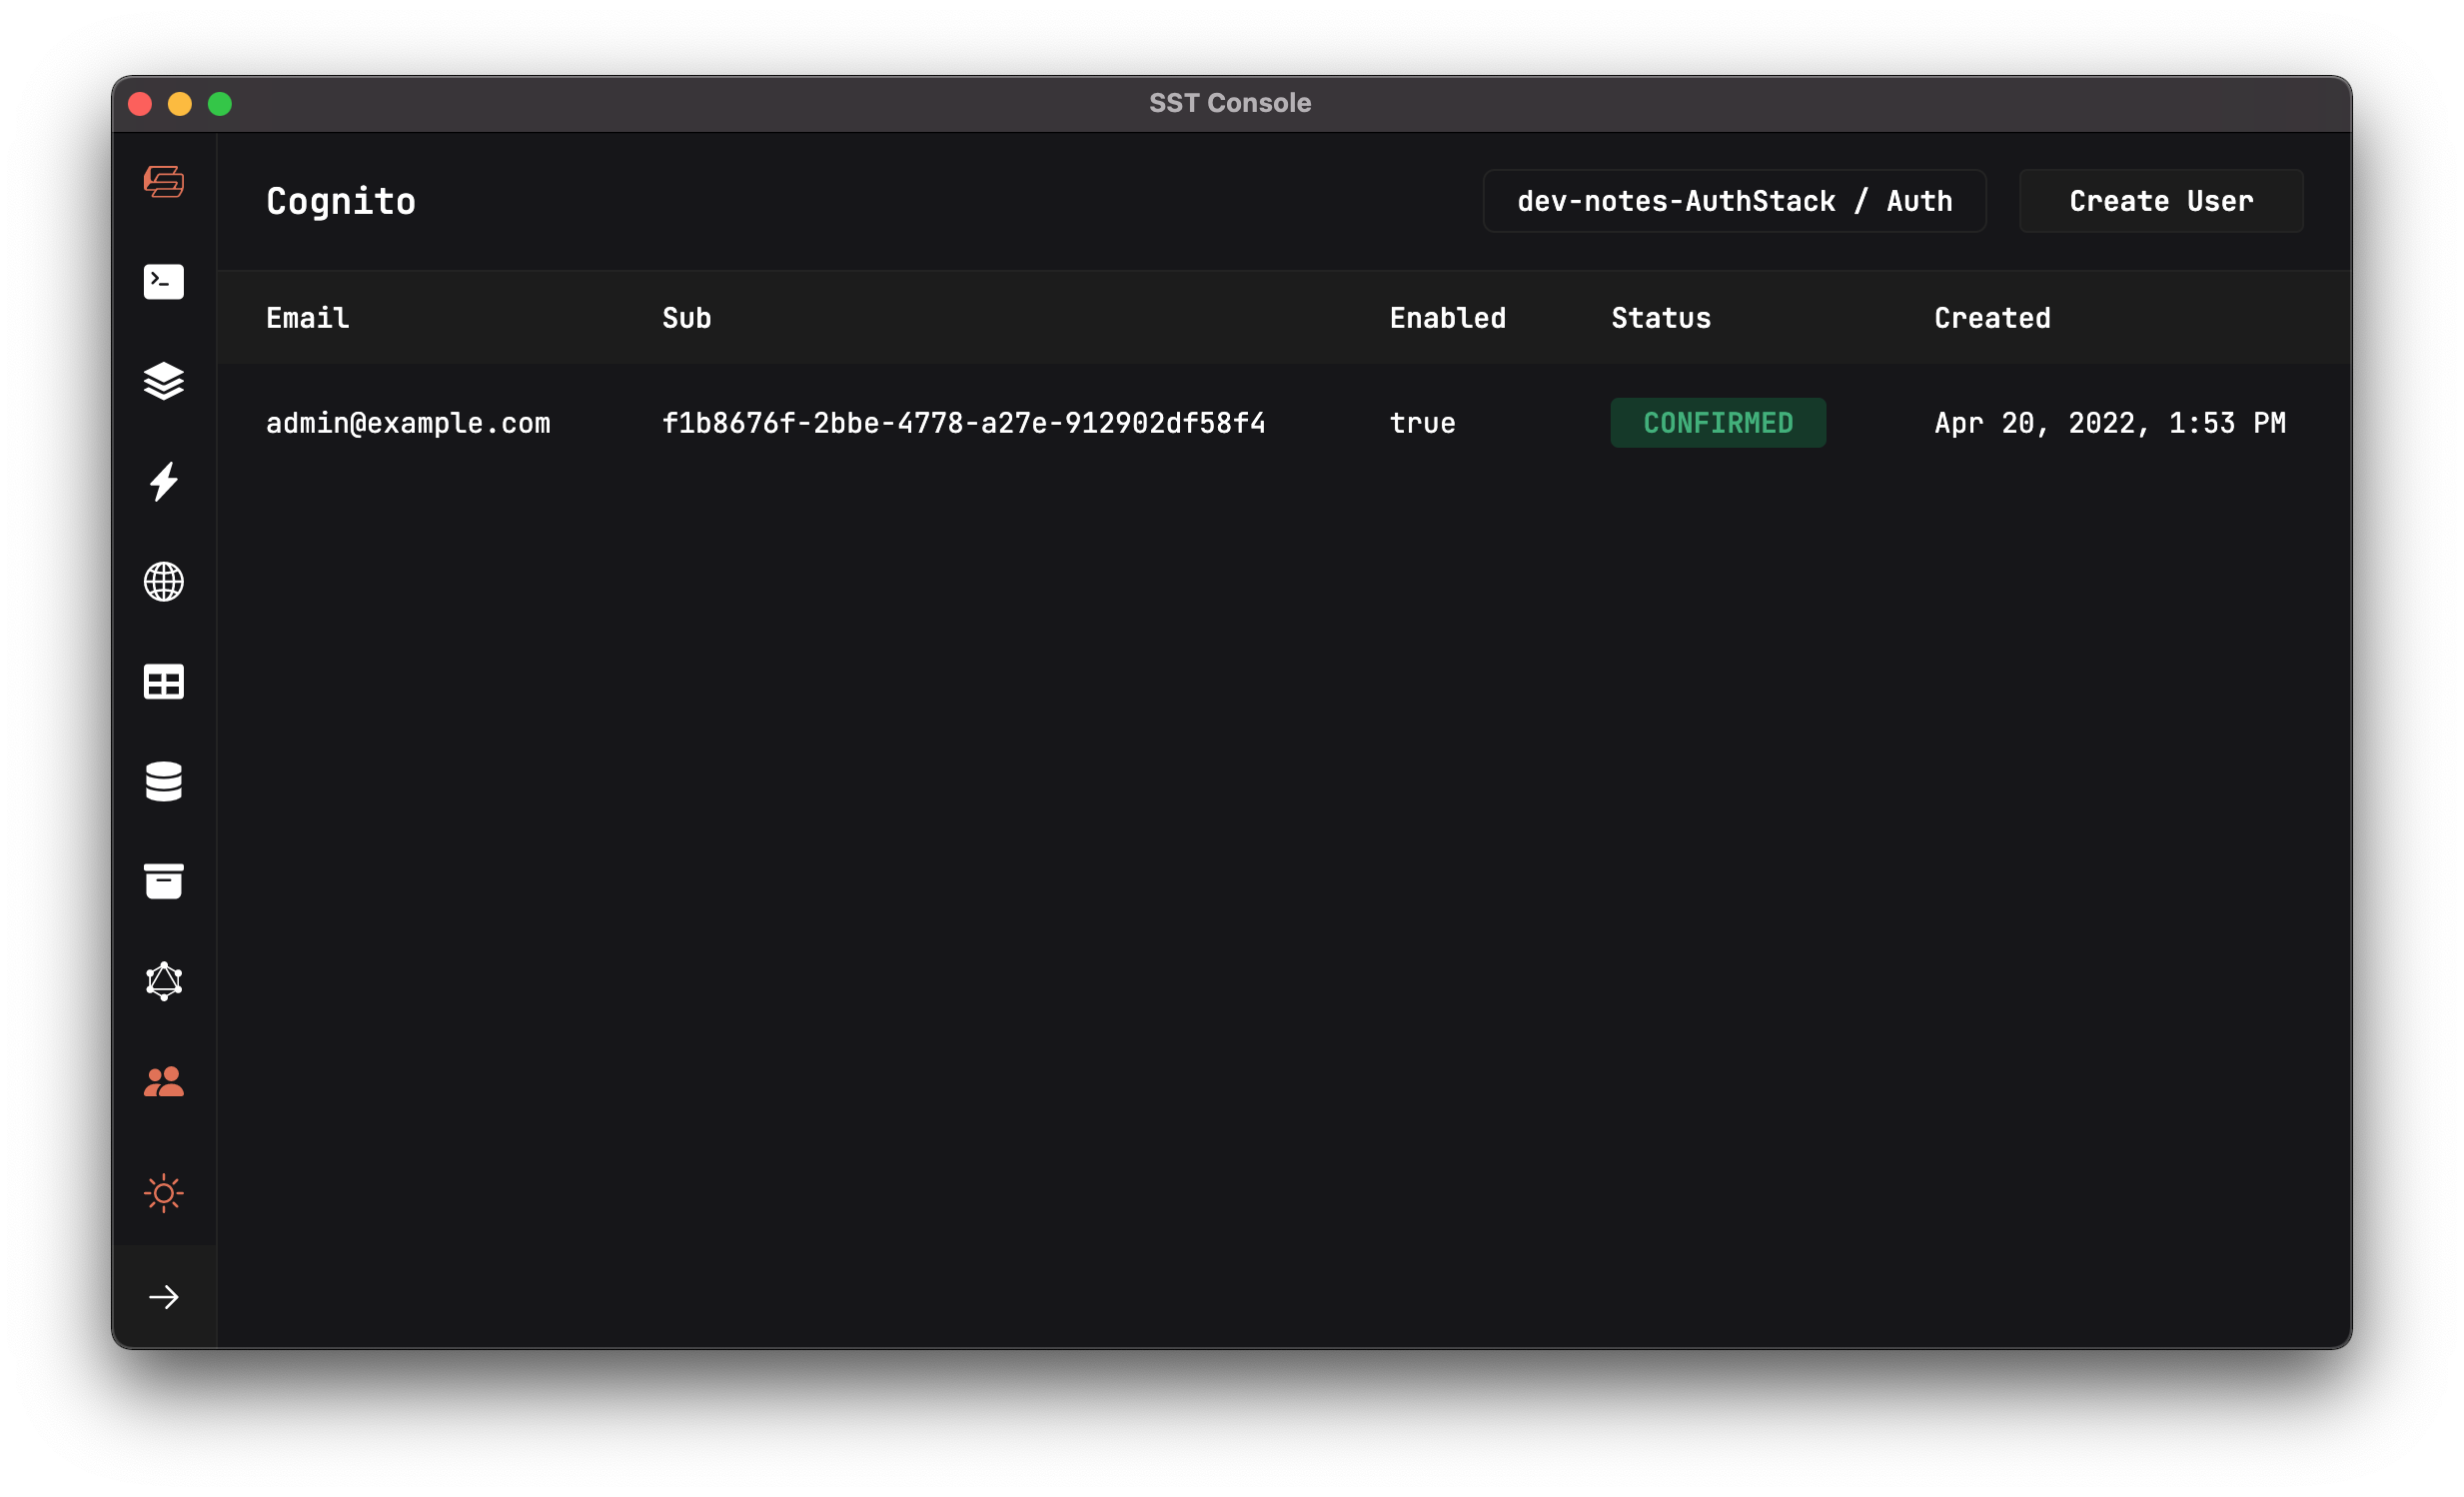 SST Console
Cognito dev-notes-AuthStack / Auth Create User
Email Sub Enabled Status Created
admin@example.com f1b8676f-2bbe-4778-a27e-912902df58f4 true CONFIRMED Apr 20, 2022, 1:53 PM